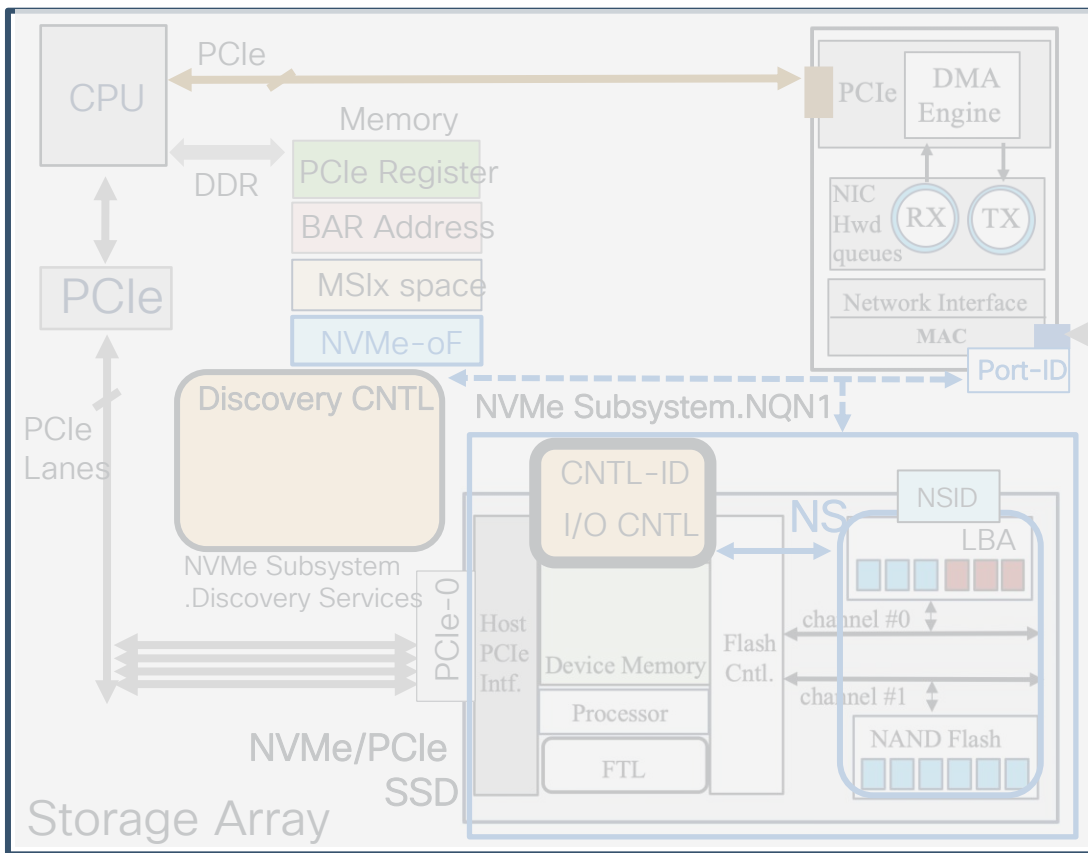 PCIe
CPU
Memory
DDR
PCIe Register
BAR Address
MSIx space
NVMe-oF
PCIe
PCIe
DMA
Engine
NIC
Hwd
queues
RX
TX
Network Interface
MAC
Port-ID
Discovery CNTL
NVMe Subsystem.NQN1
PCIe
Lanes
NVMe Subsystem
.Discovery Services
CNTL-ID
I/O CNTL
NS
NSID
LBA
PCIe-0
Host
PCIe
Intf.
Device Memory
Processor
FTL
Flash
Cntl.
channel #0
channel #1
NAND Flash
NVMe/PCIe
SSD
Storage Array